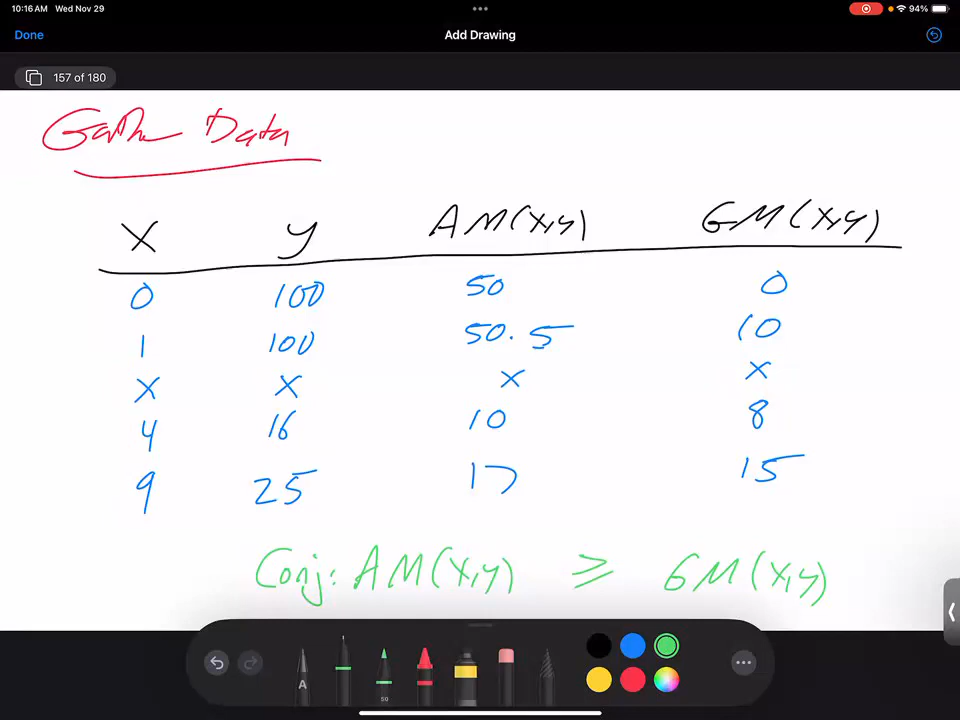 10:16 AM Wed Nov 29
94%
Done
Add Drawing
157 of 180
Gather Data
X y AM(x,y) GM(x,y)
0 100 50 0
1 100 50.5 10
x x x x
4 16 10 8
9 25 17 15
Conj: AM(x,y) ≥ GM(x,y)
A
50